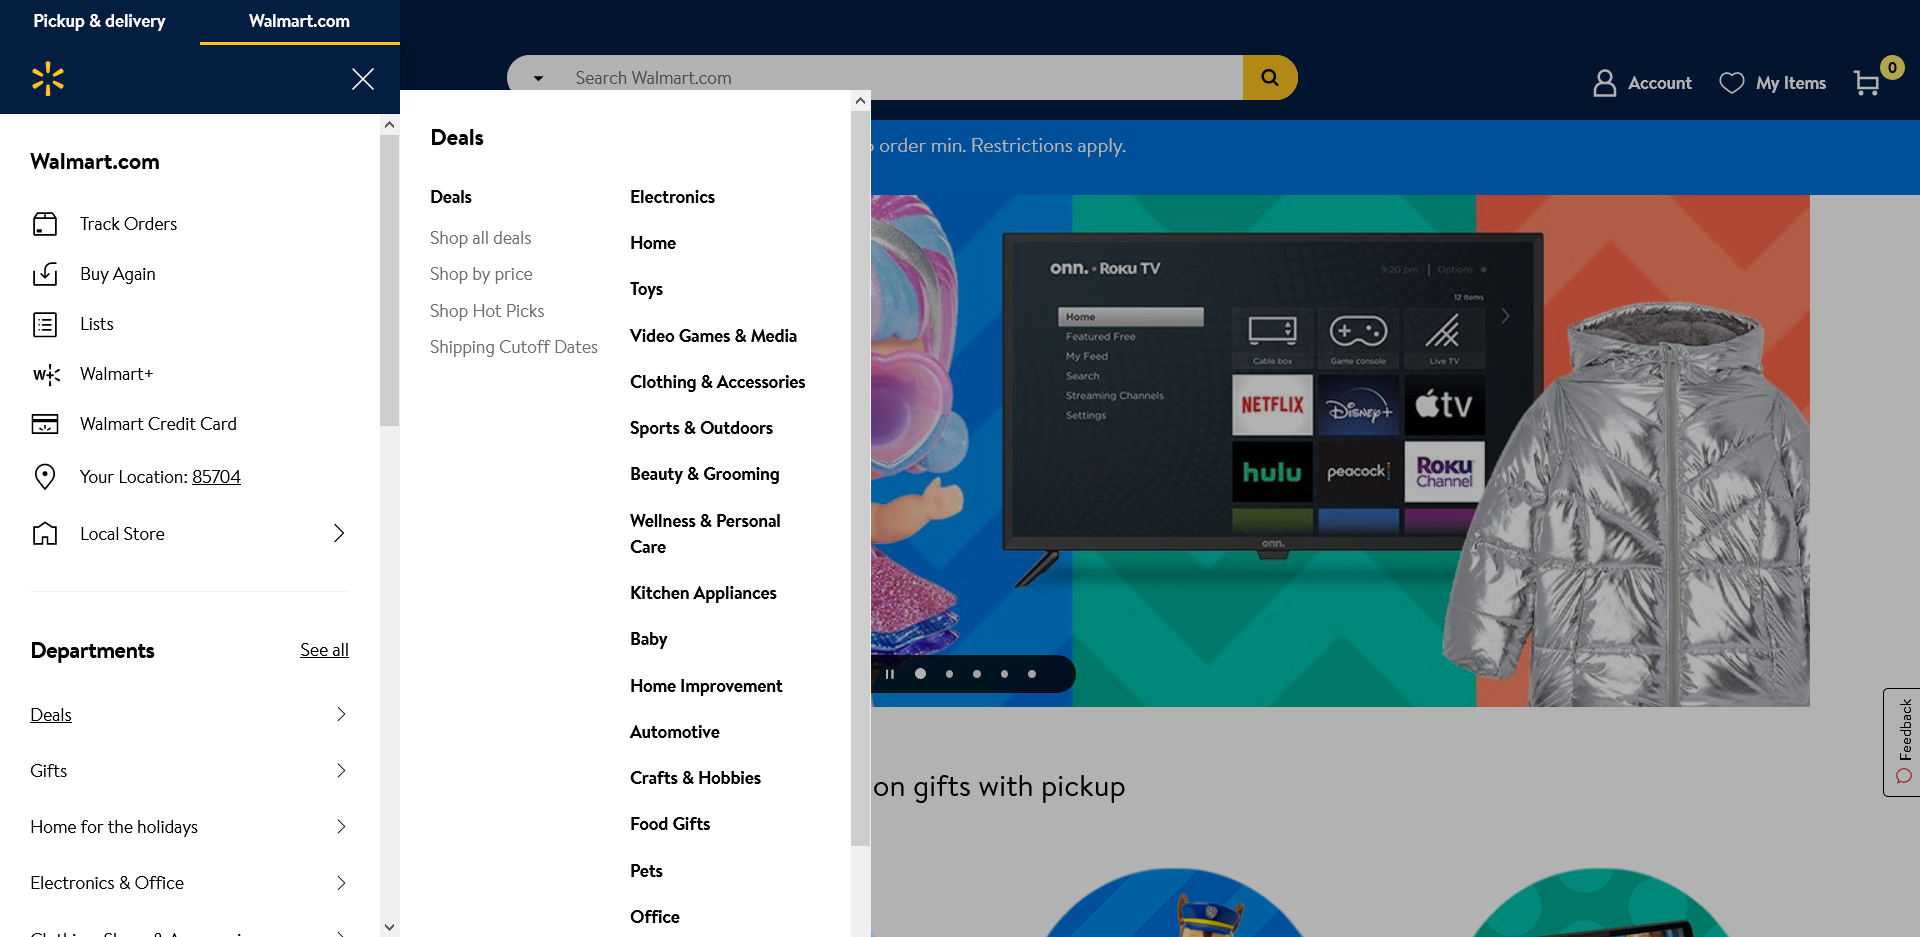 Pickup & delivery
Walmart.com
Search Walmart.com
Account
My Items
0
Walmart.com
Track Orders
Buy Again
Lists
W+
Walmart+
Walmart Credit Card
Your Location: 85704
Local Store
Departments
See all
Deals
Gifts
Home for the holidays
Electronics & Office
Deals
Deals
Shop all deals
Shop by price
Shop Hot Picks
Shipping Cutoff Dates
Electronics
Home
Toys
Video Games & Media
Clothing & Accessories
Sports & Outdoors
Beauty & Grooming
Wellness & Personal
Care
Kitchen Appliances
Baby
Home Improvement
Automotive
Crafts & Hobbies
Food Gifts
Pets
Office
order min. Restrictions apply.
onn. • Roku TV
9:20 pm | Options
12 items
Home
Featured Free
My Feed
Search
Streaming Channels
Settings
Cable box
Game console
Live TV
NETFLIX
Disney+
tv
hulu
peacock
Roku
Channel
onn.
on gifts with pickup
Feedback